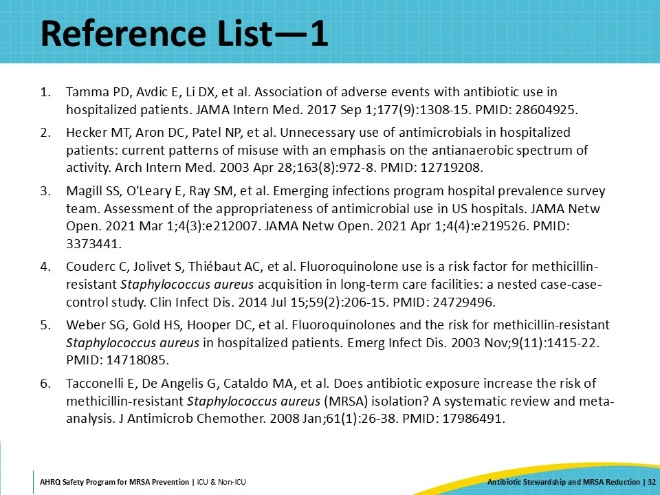 Reference List—1
1. Tamma PD, Avdic E, Li DX, et al. Association of adverse events with antibiotic use in
hospitalized patients. JAMA Intern Med. 2017 Sep 1;177(9):1308-15. PMID: 28604925.
2. Hecker MT, Aron DC, Patel NP, et al. Unnecessary use of antimicrobials in hospitalized
patients: current patterns of misuse with an emphasis on the antianaerobic spectrum of
activity. Arch Intern Med. 2003 Apr 28;163(8):972-8. PMID: 12719208.
3. Magill SS, O'Leary E, Ray SM, et al. Emerging infections program hospital prevalence survey
team. Assessment of the appropriateness of antimicrobial use in US hospitals. JAMA Netw
Open. 2021 Mar 1;4(3):e212007. JAMA Netw Open. 2021 Apr 1;4(4):e219526. PMID:
3373441.
4. Couderc C, Jolivet S, Thiébaut AC, et al. Fluoroquinolone use is a risk factor for methicillin-
resistant Staphylococcus aureus acquisition in long-term care facilities: a nested case-case-
control study. Clin Infect Dis. 2014 Jul 15;59(2):206-15. PMID: 24729496.
5. Weber SG, Gold HS, Hooper DC, et al. Fluoroquinolones and the risk for methicillin-resistant
Staphylococcus aureus in hospitalized patients. Emerg Infect Dis. 2003 Nov;9(11):1415-22.
PMID: 14718085.
6. Tacconelli E, De Angelis G, Cataldo MA, et al. Does antibiotic exposure increase the risk of
methicillin-resistant Staphylococcus aureus (MRSA) isolation? A systematic review and meta-
analysis. J Antimicrob Chemother. 2008 Jan;61(1):26-38. PMID: 17986491.
AHRQ Safety Program for MRSA Prevention | ICU & Non-ICU
Antibiotic Stewardship and MRSA Reduction | 32